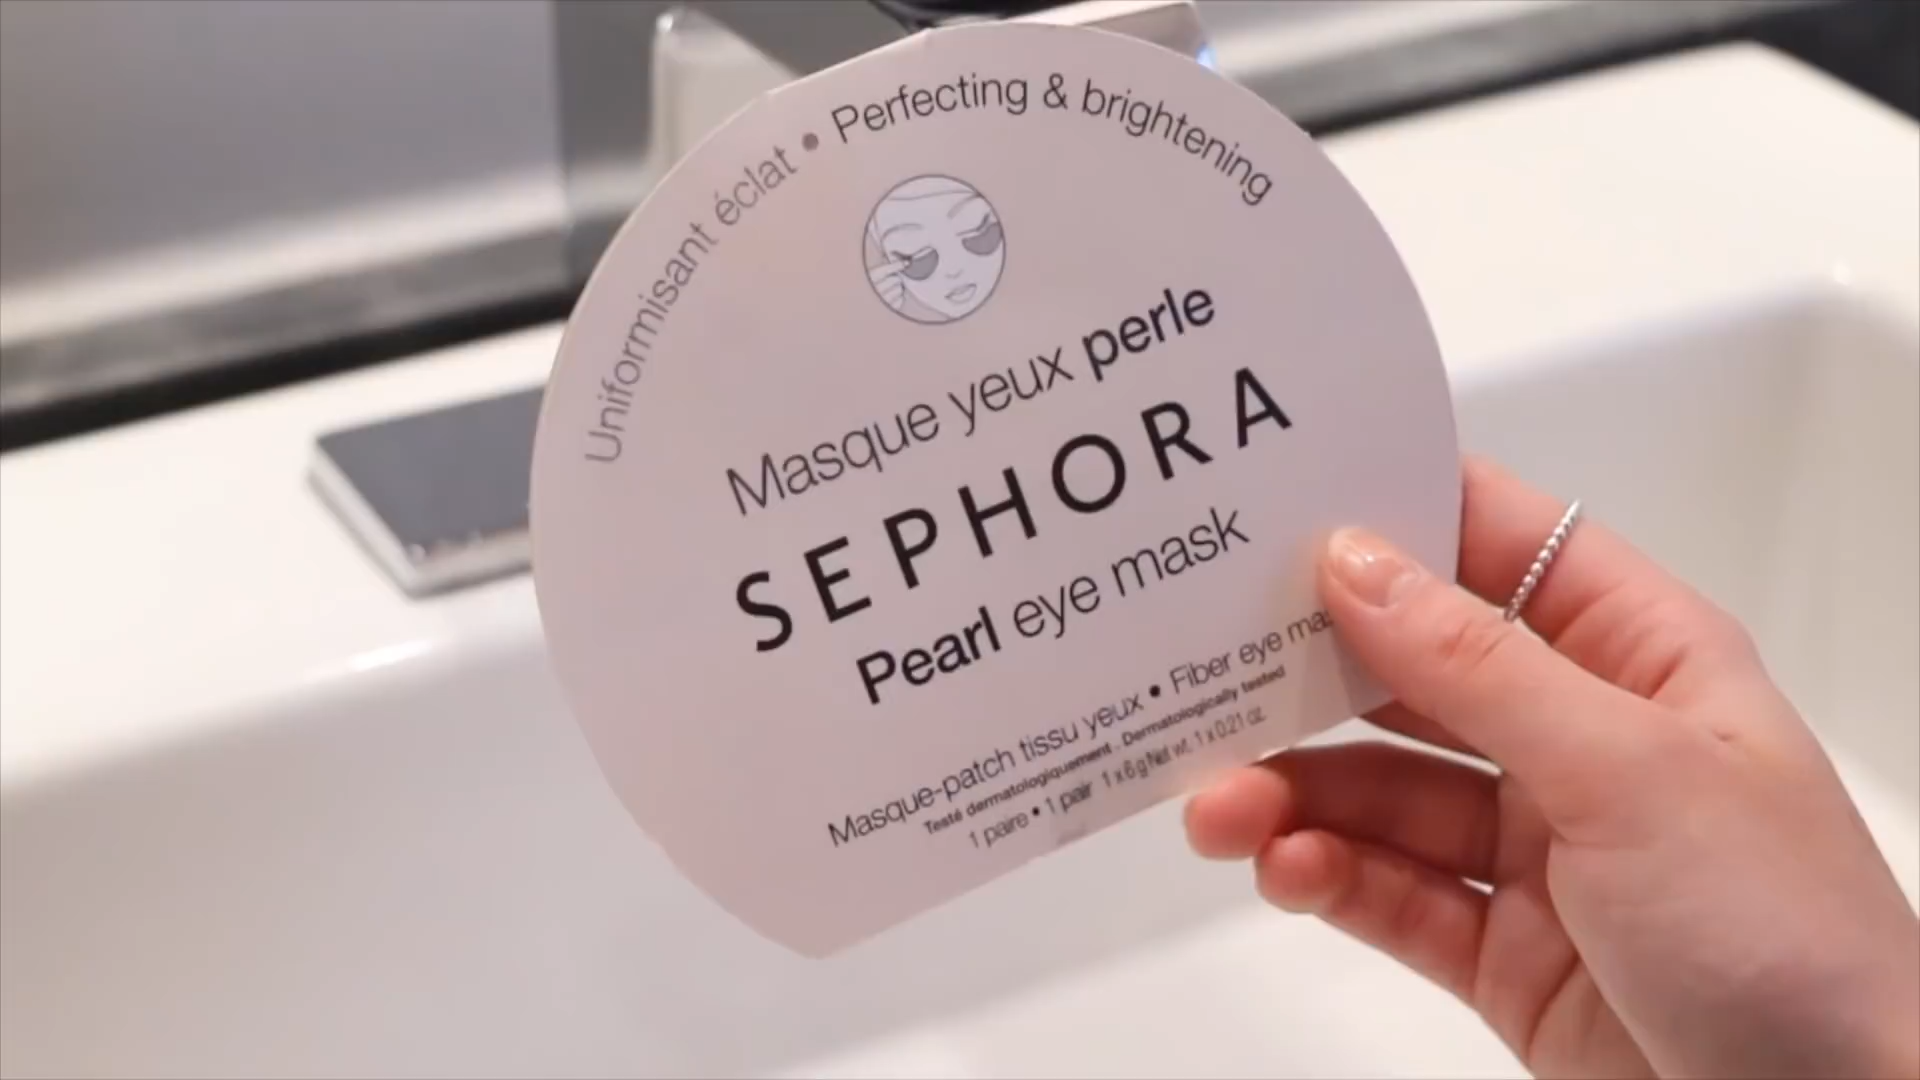 Uniformisant éclat • Perfecting & brightening
Masque yeux perle
SEPHORA
Pearl eye mask
Masque-patch tissu yeux • Fiber eye
Testé dermatologiquement . Dermatologically tested
1 paire • 1 pair 1 x 6 g Net wt. 1 x 0.21 oz.